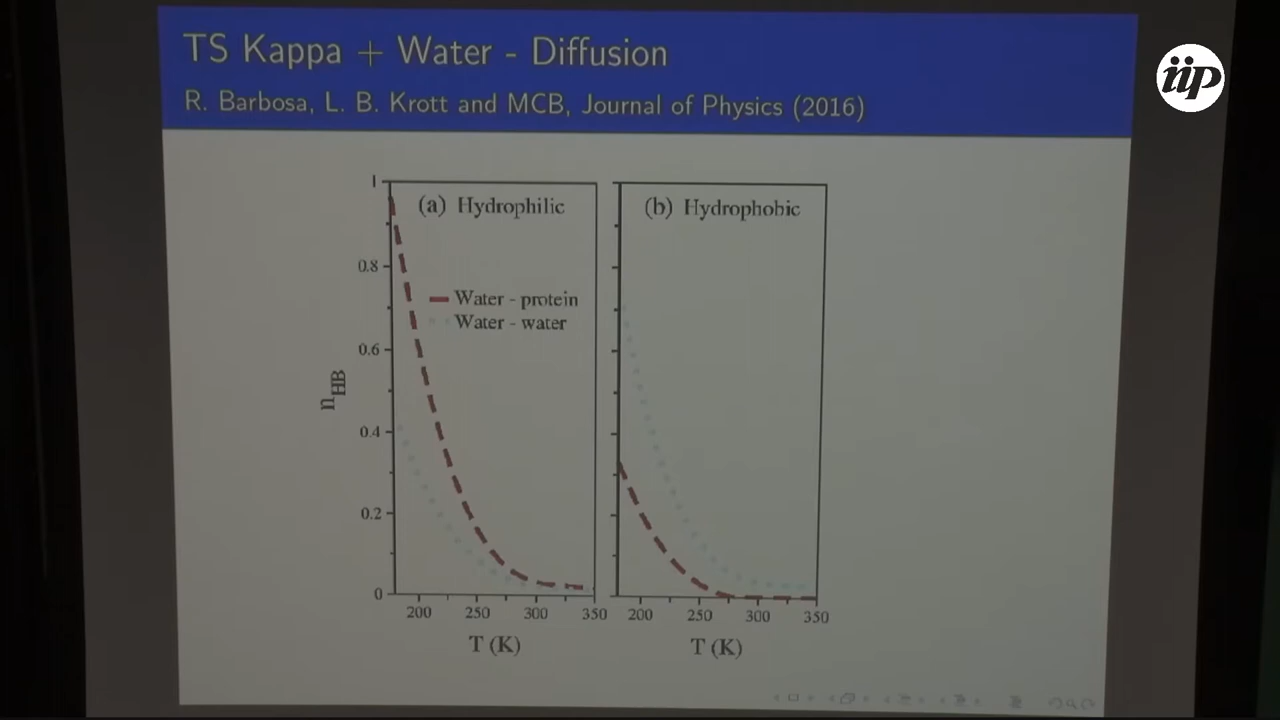 TS Kappa + Water - Diffusion
R. Barbosa, L. B. Krott and MCB, Journal of Physics (2016)
iip
(a) Hydrophilic
Water - protein
Water - water
(b) Hydrophobic
n_HB
1
0.8
0.6
0.4
0.2
0
200 250 300 350
200 250 300 350
T (K)
T (K)